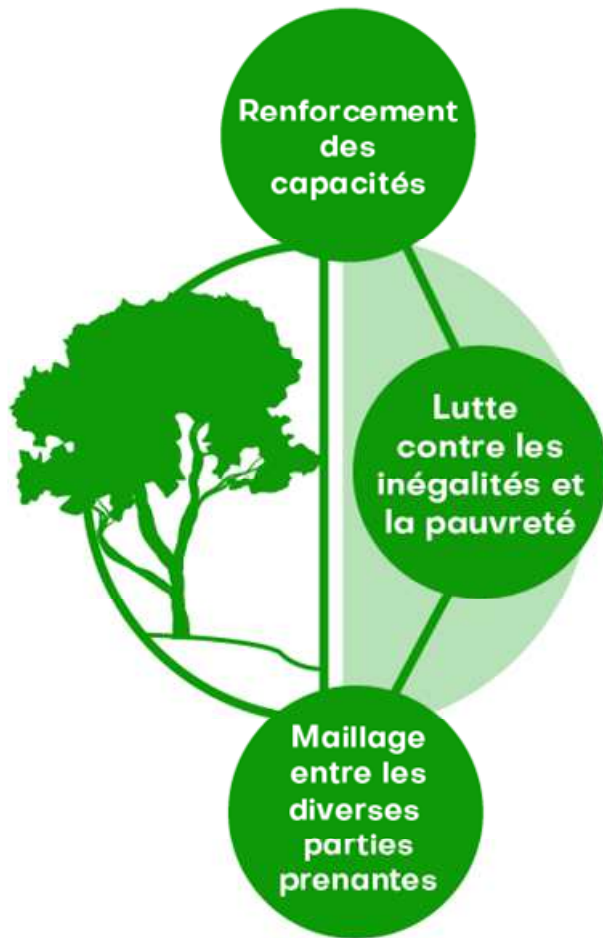 Renforcement
des
capacités
Lutte
contre les
inégalités et
la pauvreté
Maillage
entre les
diverses
parties
prenantes